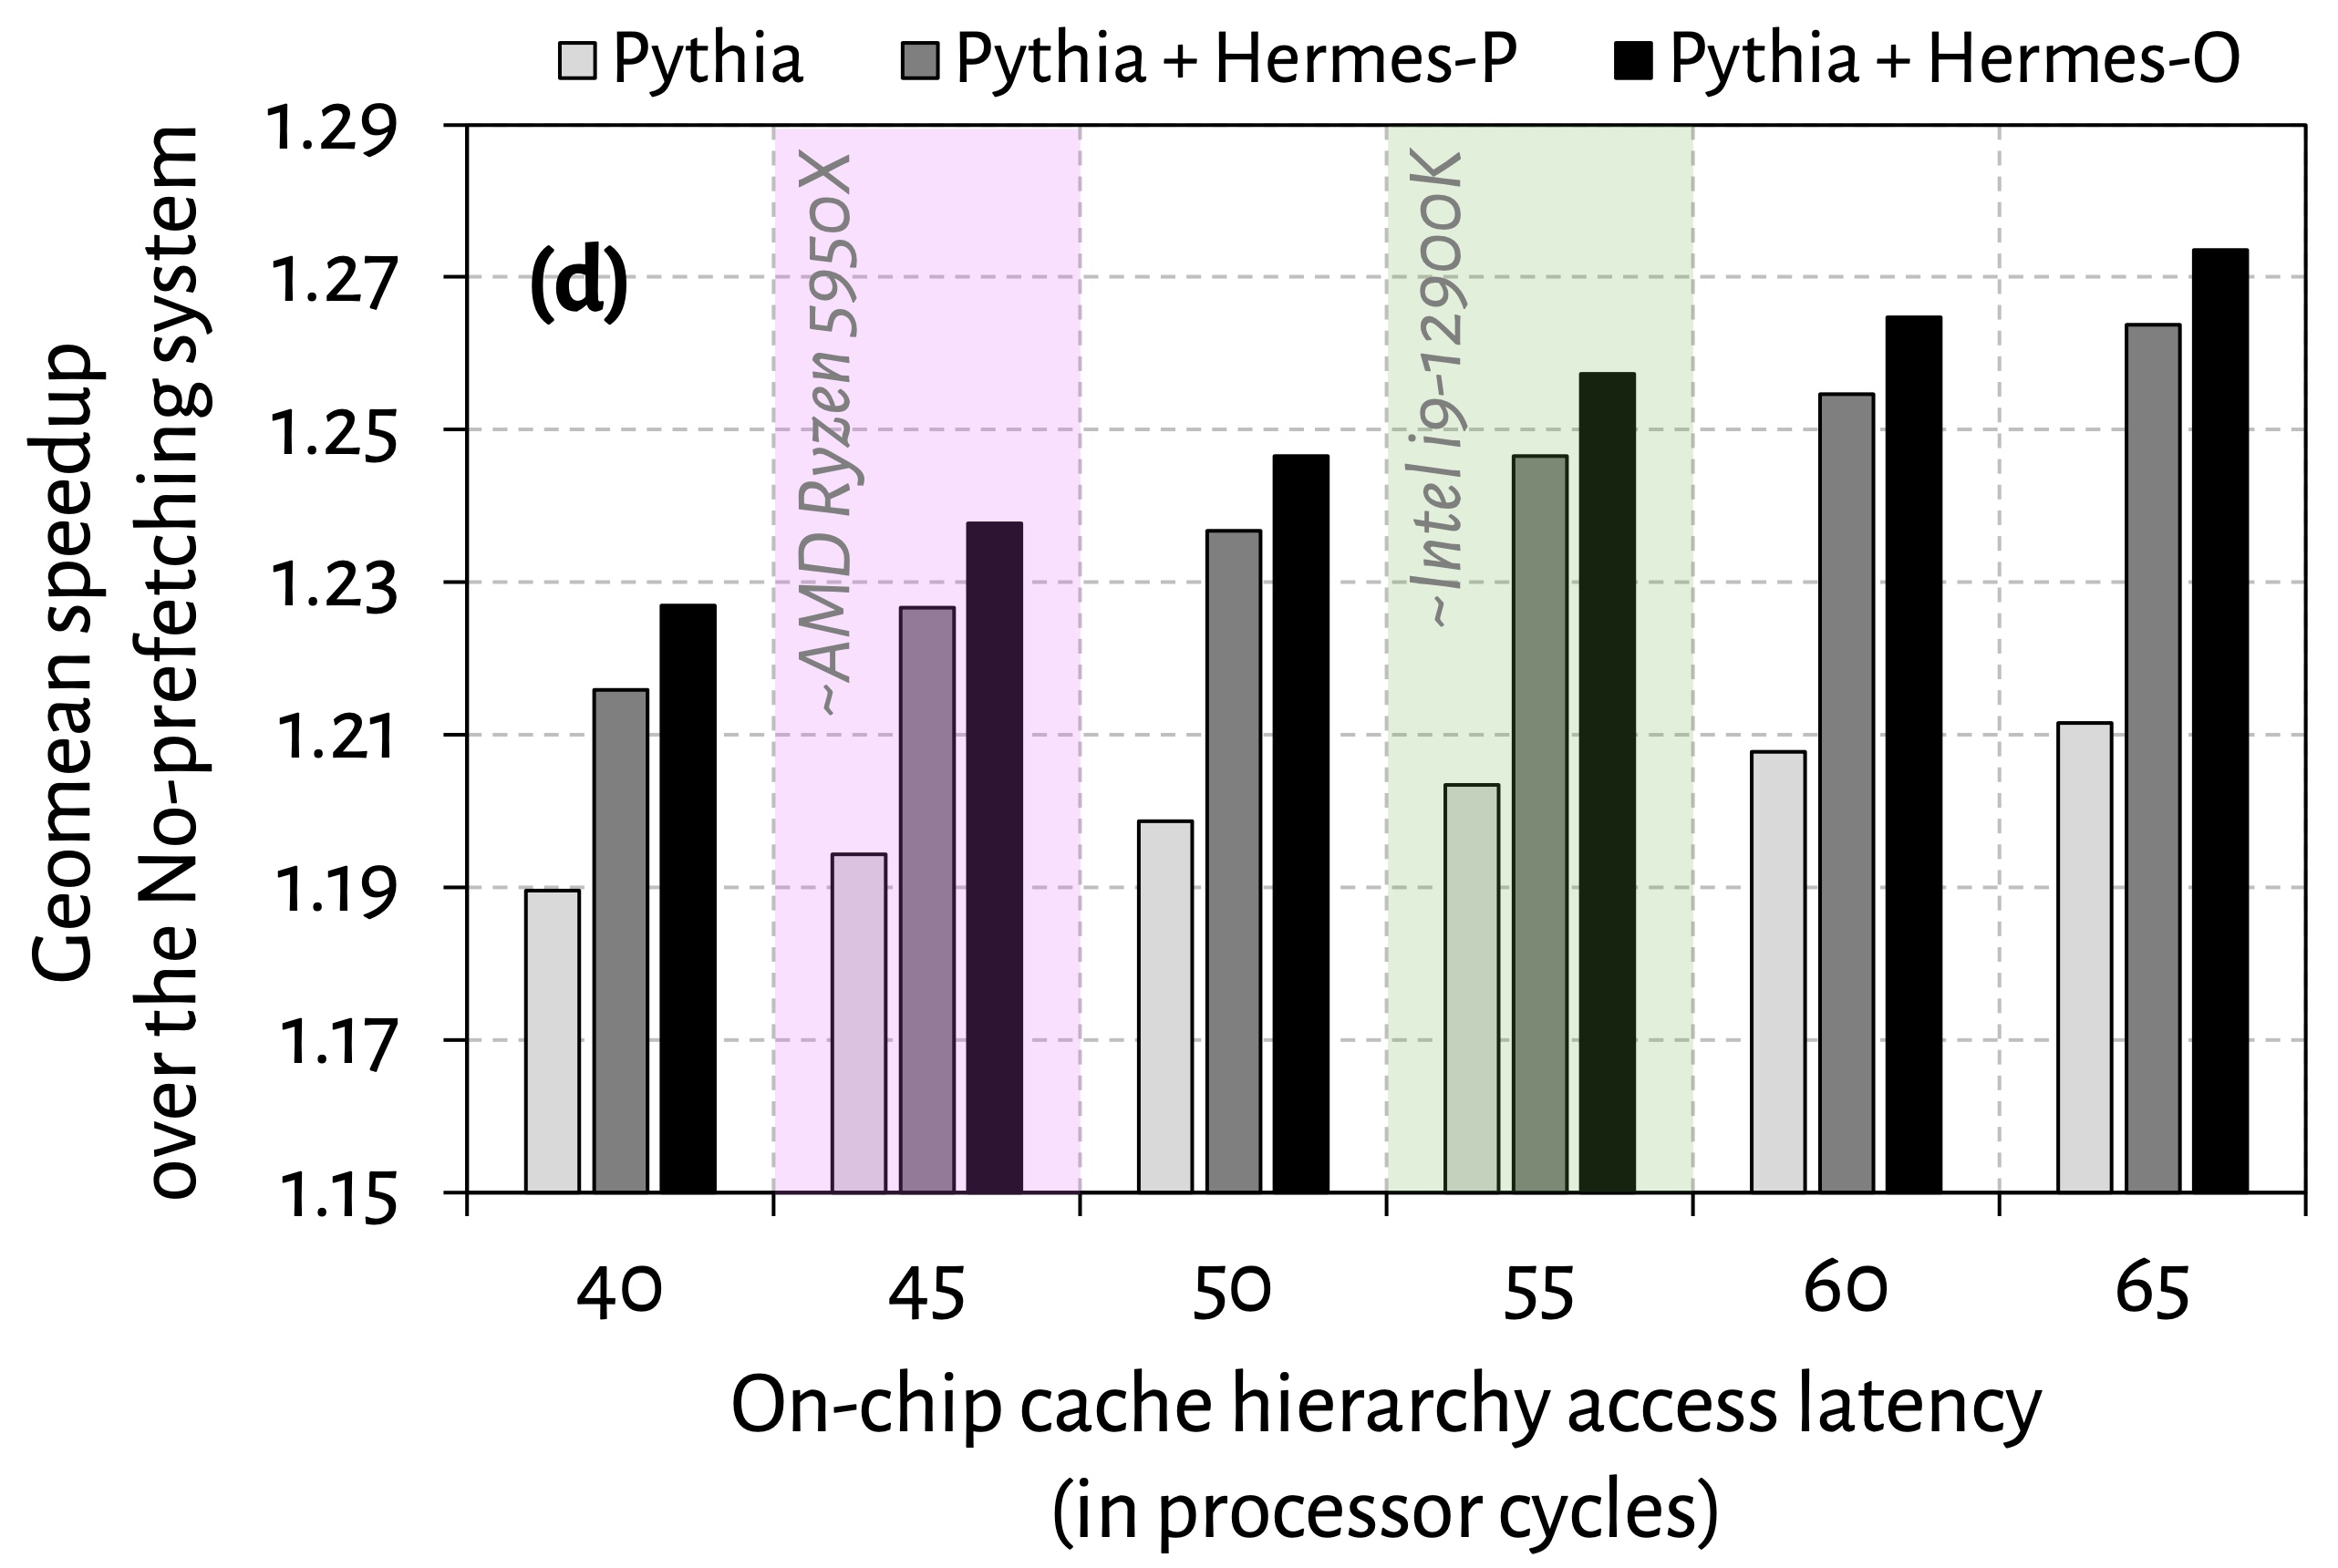 Pythia Pythia + Hermes-P Pythia + Hermes-O
Geomean speedup
over the No-prefetching system
1.29
1.27
1.25
1.23
1.21
1.19
1.17
1.15
(d)
~AMD Ryzen 5950X
~Intel i9-12900K
40 45 50 55 60 65
On-chip cache hierarchy access latency
(in processor cycles)